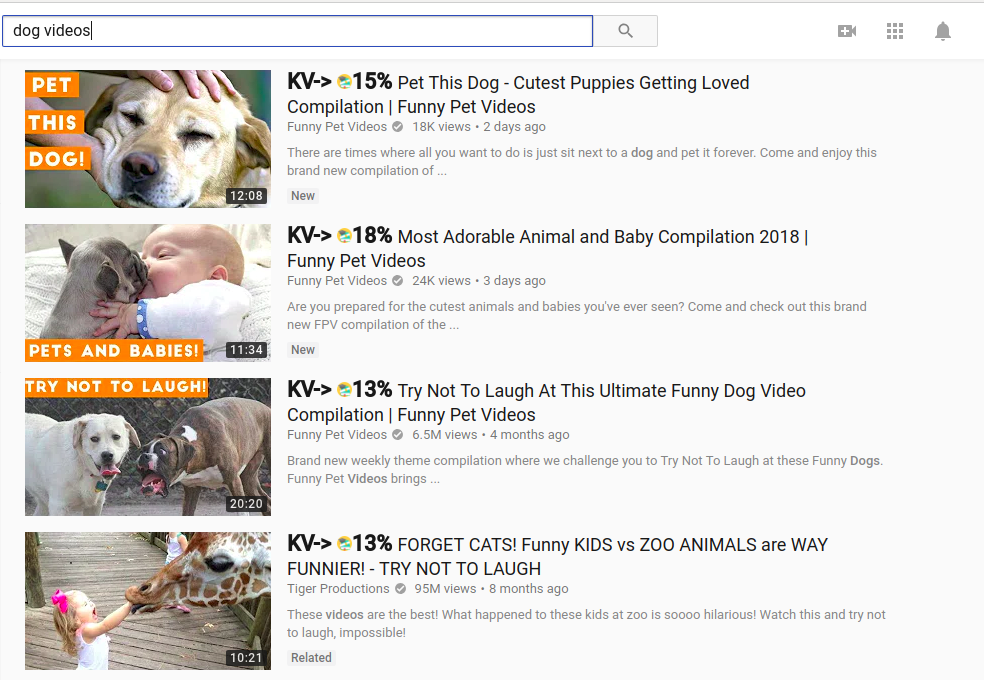 dog videos
PET
THIS
DOG!
12:08
KV-> 15% Pet This Dog - Cutest Puppies Getting Loved
Compilation | Funny Pet Videos
Funny Pet Videos 18K views • 2 days ago
There are times where all you want to do is just sit next to a dog and pet it forever. Come and enjoy this
brand new compilation of ...
New
PETS AND BABIES!
11:34
KV-> 18% Most Adorable Animal and Baby Compilation 2018 |
Funny Pet Videos
Funny Pet Videos 24K views • 3 days ago
Are you prepared for the cutest animals and babies you've ever seen? Come and check out this brand
new FPV compilation of the ...
New
TRY NOT TO LAUGH!
20:20
KV-> 13% Try Not To Laugh At This Ultimate Funny Dog Video
Compilation | Funny Pet Videos
Funny Pet Videos 6.5M views • 4 months ago
Brand new weekly theme compilation where we challenge you to Try Not To Laugh at these Funny Dogs.
Funny Pet Videos brings ...
10:21
KV-> 13% FORGET CATS! Funny KIDS vs ZOO ANIMALS are WAY
FUNNIER! - TRY NOT TO LAUGH
Tiger Productions 95M views • 8 months ago
These videos are the best! What happened to these kids at zoo is soooo hilarious! Watch this and try not
to laugh, impossible!
Related